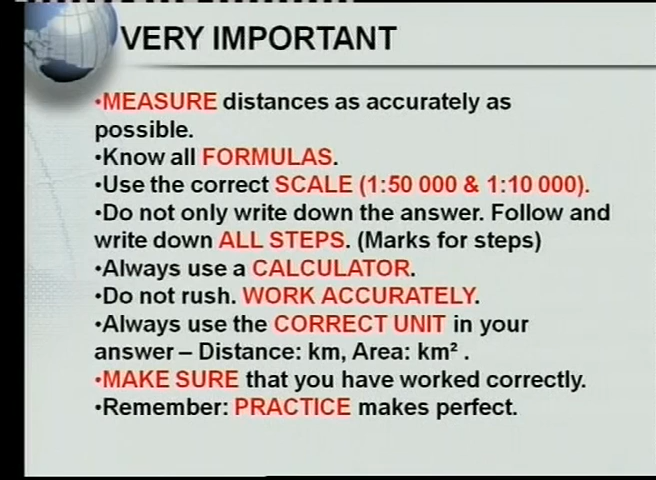 VERY IMPORTANT
•MEASURE distances as accurately as
possible.
•Know all FORMULAS.
•Use the correct SCALE (1:50 000 & 1:10 000).
•Do not only write down the answer. Follow and
write down ALL STEPS. (Marks for steps)
•Always use a CALCULATOR.
•Do not rush. WORK ACCURATELY.
•Always use the CORRECT UNIT in your
answer – Distance: km, Area: km² .
•MAKE SURE that you have worked correctly.
•Remember: PRACTICE makes perfect.